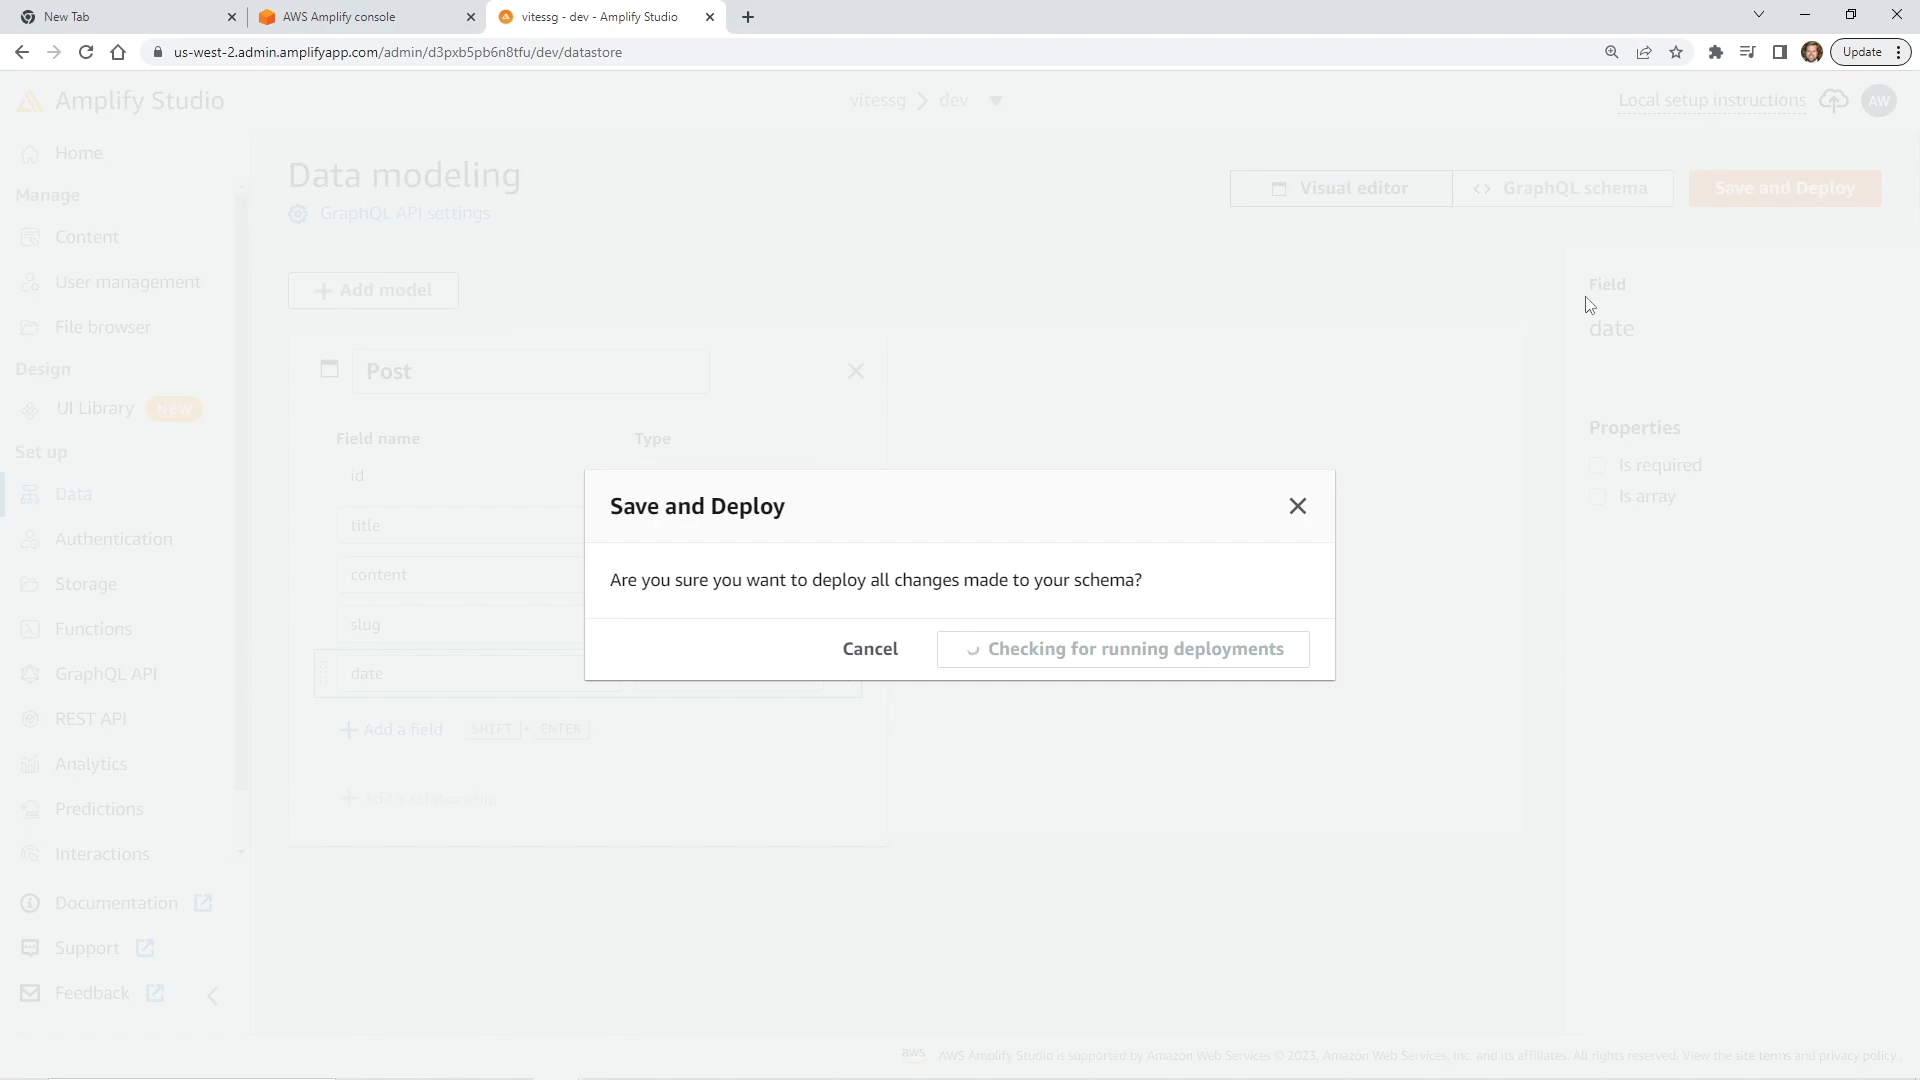 New Tab
AWS Amplify console
vitessg - dev - Amplify Studio
us-west-2.admin.amplifyapp.com/admin/d3pxb5pb6n8tfu/dev/datastore
Update
Amplify Studio
vitessg > dev
Local setup instructions
AW
Home
Manage
Content
User management
File browser
Design
UI Library NEW
Set up
Data
Authentication
Storage
Functions
GraphQL API
REST API
Analytics
Predictions
Interactions
Documentation
Support
Feedback
Data modeling
GraphQL API settings
Visual editor
<> GraphQL schema
Save and Deploy
+ Add model
Post
Field name Type
id
title
content
slug
date
+ Add a field SHIFT + ENTER
+ Add a relationship
Field
date
Properties
Is required
Is array
Save and Deploy
Are you sure you want to deploy all changes made to your schema?
Cancel
Checking for running deployments
aws AWS Amplify Studio is supported by Amazon Web Services © 2023, Amazon Web Services, Inc. and its affiliates. All rights reserved. View the site terms and privacy policy.